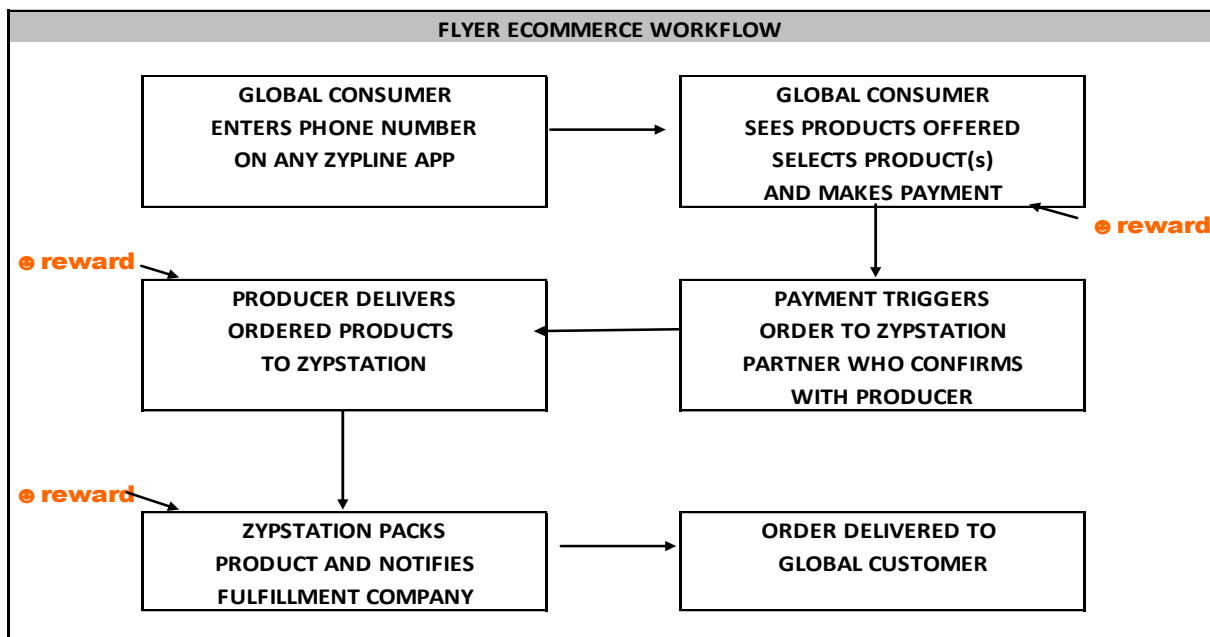 FLYER ECOMMERCE WORKFLOW
GLOBAL CONSUMER
ENTERS PHONE NUMBER
ON ANY ZYPLINE APP
GLOBAL CONSUMER
SEES PRODUCTS OFFERED
SELECTS PRODUCT(s)
AND MAKES PAYMENT
☻reward
☻reward
PRODUCER DELIVERS
ORDERED PRODUCTS
TO ZYPSTATION
PAYMENT TRIGGERS
ORDER TO ZYPSTATION
PARTNER WHO CONFIRMS
WITH PRODUCER
☻reward
ZYPSTATION PACKS
PRODUCT AND NOTIFIES
FULFILLMENT COMPANY
ORDER DELIVERED TO
GLOBAL CUSTOMER